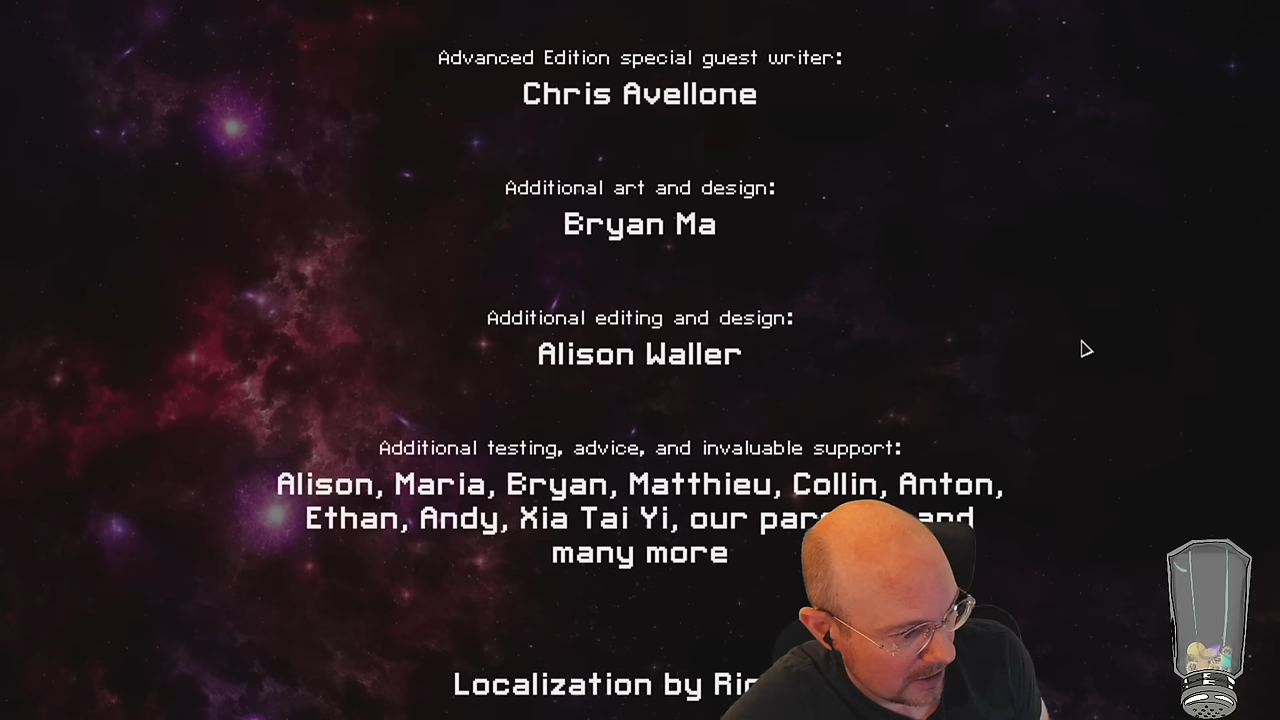 Advanced Edition special guest writer:
Chris Avellone
Additional art and design:
Bryan Ma
Additional editing and design:
Alison Waller
Additional testing, advice, and invaluable support:
Alison, Maria, Bryan, Matthieu, Collin, Anton,
Ethan, Andy, Xia Tai Yi, our and
many more
Localization by